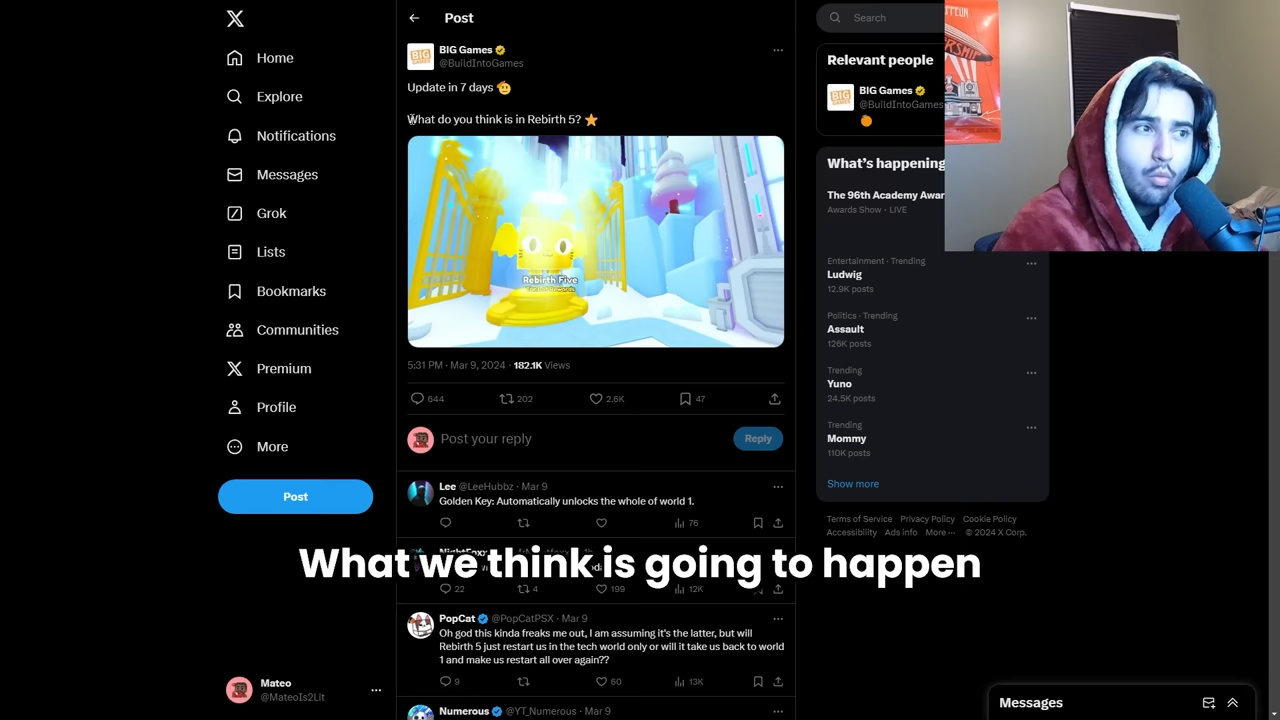 Post
BIG Games
@BuildIntoGames
Update in 7 days
What do you think is in Rebirth 5?
Rebirth Five
5:31 PM · Mar 9, 2024 · 182.1K Views
644
202
2.6K
47
Post your reply
Reply
Lee @LeeHubbz · Mar 9
Golden Key: Automatically unlocks the whole of world 1.
76
What we think is going to happen
22
4
199
12K
PopCat @PopCatPSX · Mar 9
Oh god this kinda freaks me out, I am assuming it's the latter, but will
Rebirth 5 just restart us in the tech world only or will it take us back to world
1 and make us restart all over again??
9
60
13K
Numerous @YT_Numerous · Mar 9
Home
Explore
Notifications
Messages
Grok
Lists
Bookmarks
Communities
Premium
Profile
More
Post
Mateo
@MateoIs2Lit
Search
Relevant people
BIG Games
@BuildIntoGames
What's happening
The 96th Academy Awar
Awards Show · LIVE
Entertainment · Trending
Ludwig
12.9K posts
Politics · Trending
Assault
126K posts
Trending
Yuno
24.5K posts
Trending
Mommy
110K posts
Show more
Terms of Service Privacy Policy Cookie Policy
Accessibility Ads info More ··· © 2024 X Corp.
Messages